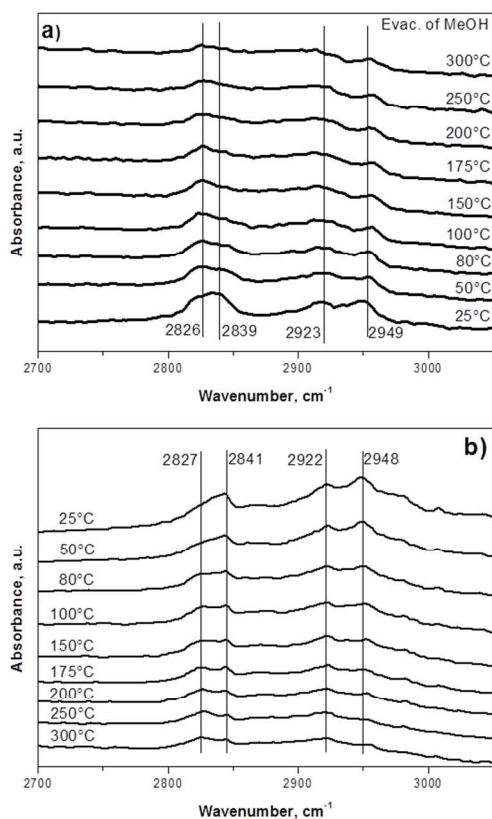 a)
Evac. of MeOH
300°C
250°C
200°C
175°C
150°C
100°C
80°C
50°C
25°C
2826 2839 2923 2949
Absorbance, a.u.
2700 2800 2900 3000
Wavenumber, cm-1
b)
2827 2841 2922 2948
25°C
50°C
80°C
100°C
150°C
175°C
200°C
250°C
300°C
Absorbance, a.u.
2700 2800 2900 3000
Wavenumber, cm-1